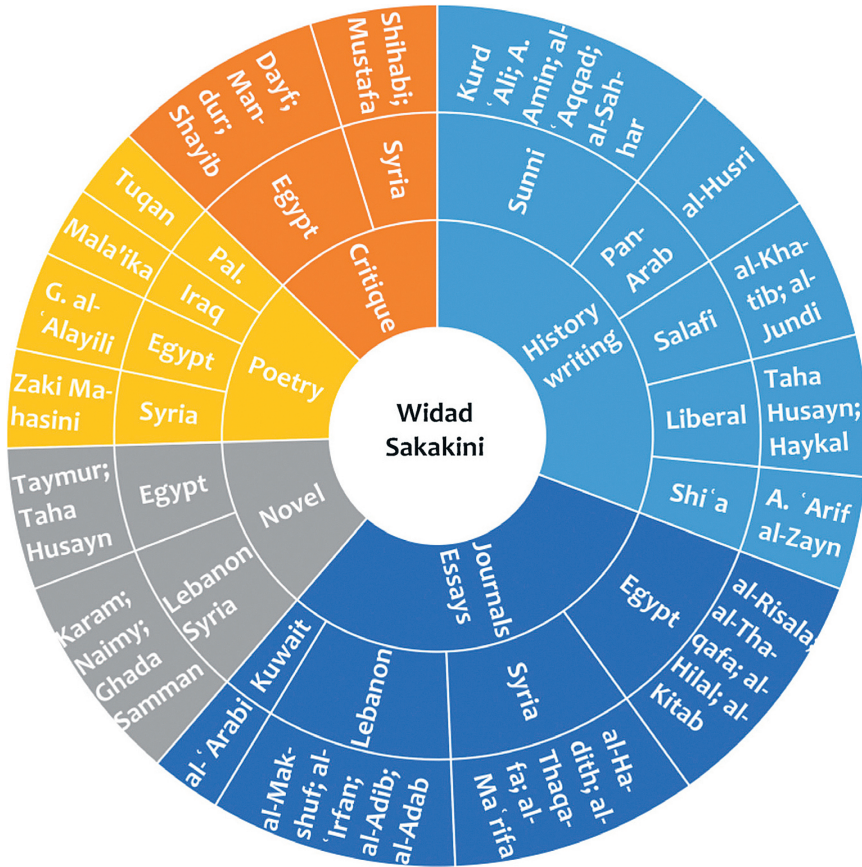 Widad
Sakakini
History
writing
Sunni
Kurd
ʿAli; A.
Amin; al-
ʿAqqad;
al-Sah-
har
Pan-
Arab
al-Husri
Salafi
al-Kha-
tib; al-
Jundi
Liberal
Taha
Husayn;
Haykal
Shiʿa
A. ʿArif
al-Zayn
Journals
Essays
Egypt
al-Risala;
al-Tha-
qafa; al-
Hilal; al-
Kitab
Syria
al-Ha-
dith; al-
Thaqa-
fa; al-
Maʿrifa
Lebanon
al-Mak-
shuf; al-
ʿIrfan;
al-Adib;
al-Adab
Kuwait
al-ʿArabi
Novel
Lebanon
Syria
Karam;
Naimy;
Ghada
Samman
Egypt
Taymur;
Taha
Husayn
Poetry
Syria
Zaki Ma-
hasini
Egypt
G. al-
ʿAlayili
Iraq
Mala'ika
Pal.
Tuqan
Critique
Egypt
Dayf;
Man-
dur;
Shayib
Syria
Shihabi;
Mustafa